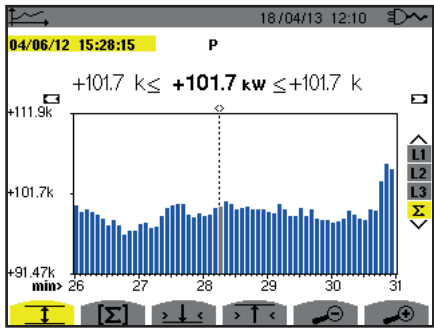 18/04/13 12:10
04/06/12 15:28:15 P
+101.7 k≤ +101.7 kW ≤+101.7 k
+111.9k
+101.7k
+91.47k
min> 26 27 28 29 30 31
L1
L2
L3
Σ
[Σ]
>↓< >↑<